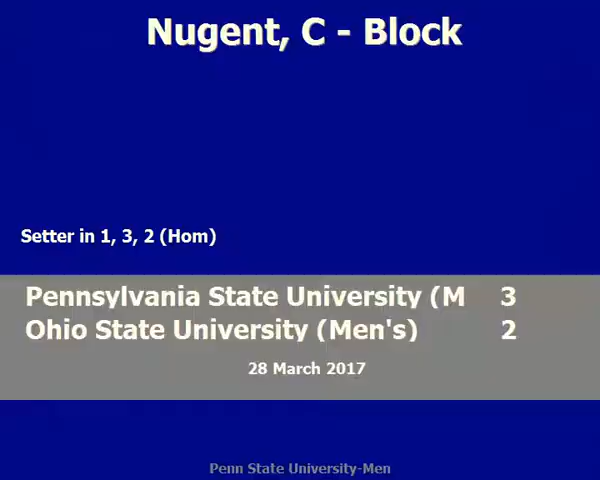 Nugent, C - Block
Setter in 1, 3, 2 (Hom)
Pennsylvania State University (M 3
Ohio State University (Men's) 2
28 March 2017
Penn State University-Men